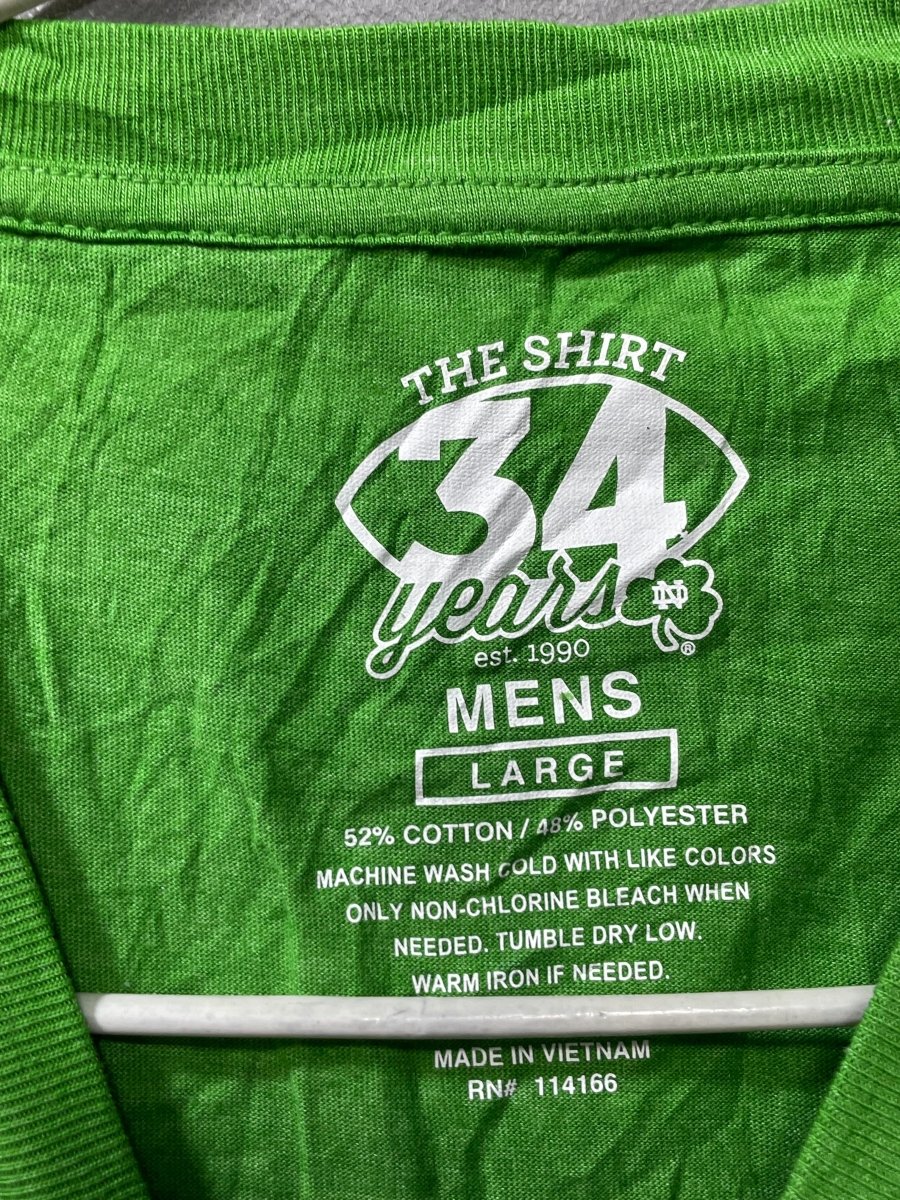 THE SHIRT
34
years
ND
®
est. 1990
MENS
LARGE
52% COTTON / 48% POLYESTER
MACHINE WASH COLD WITH LIKE COLORS
ONLY NON-CHLORINE BLEACH WHEN
NEEDED. TUMBLE DRY LOW.
WARM IRON IF NEEDED.
MADE IN VIETNAM
RN# 114166